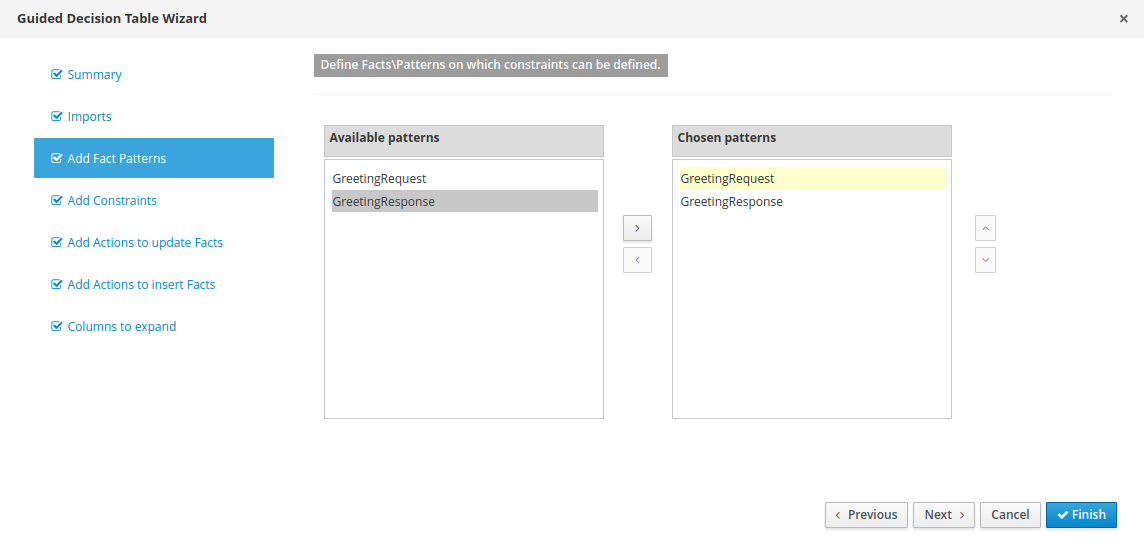 Guided Decision Table Wizard
×
Summary
Imports
Add Fact Patterns
Add Constraints
Add Actions to update Facts
Add Actions to insert Facts
Columns to expand
Define Facts\Patterns on which constraints can be defined.
Available patterns
GreetingRequest
GreetingResponse
>
<
Chosen patterns
GreetingRequest
GreetingResponse
< Previous
Next >
Cancel
Finish